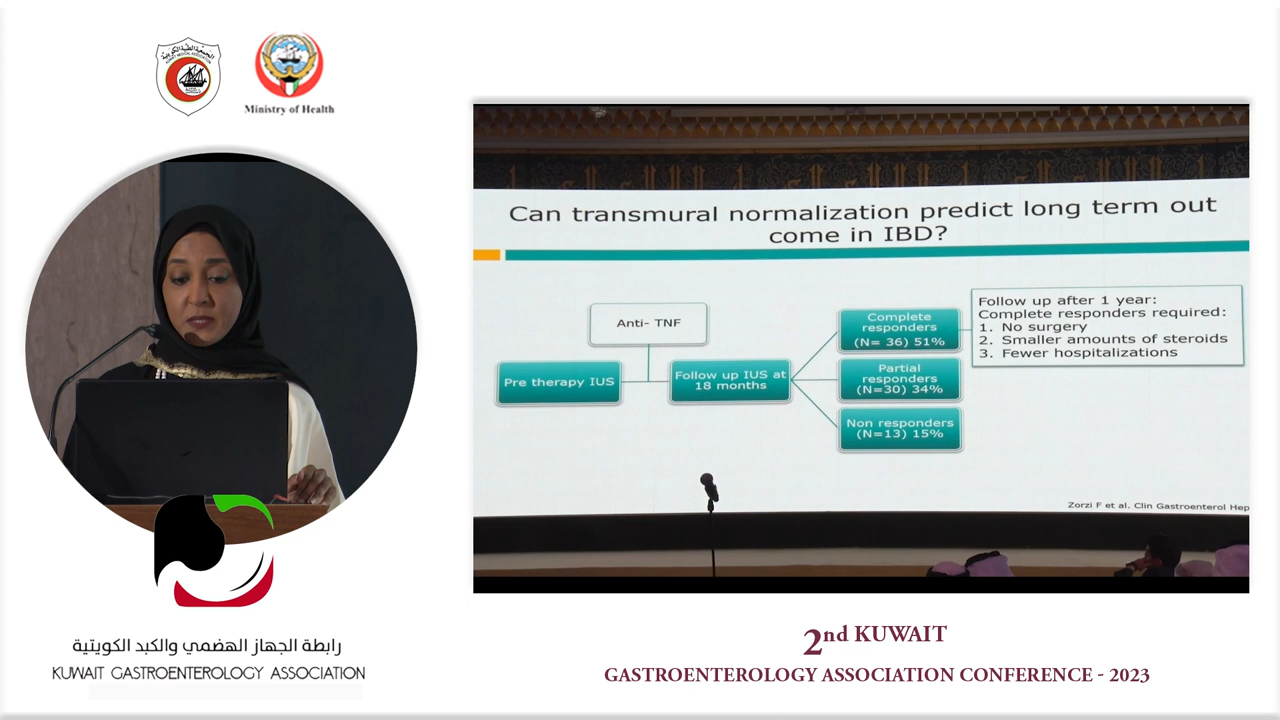 Ministry of Health
Can transmural normalization predict long term out
come in IBD?
Anti- TNF
Pre therapy IUS
Follow up IUS at
18 months
Complete
responders
(N= 36) 51%
Partial
responders
(N=30) 34%
Non responders
(N=13) 15%
Follow up after 1 year:
Complete responders required:
1. No surgery
2. Smaller amounts of steroids
3. Fewer hospitalizations
Zorzi F et al. Clin Gastroenterol Hep
رابطة الجهاز الهضمي والكبد الكويتية
KUWAIT GASTROENTEROLOGY ASSOCIATION
2nd KUWAIT
GASTROENTEROLOGY ASSOCIATION CONFERENCE - 2023